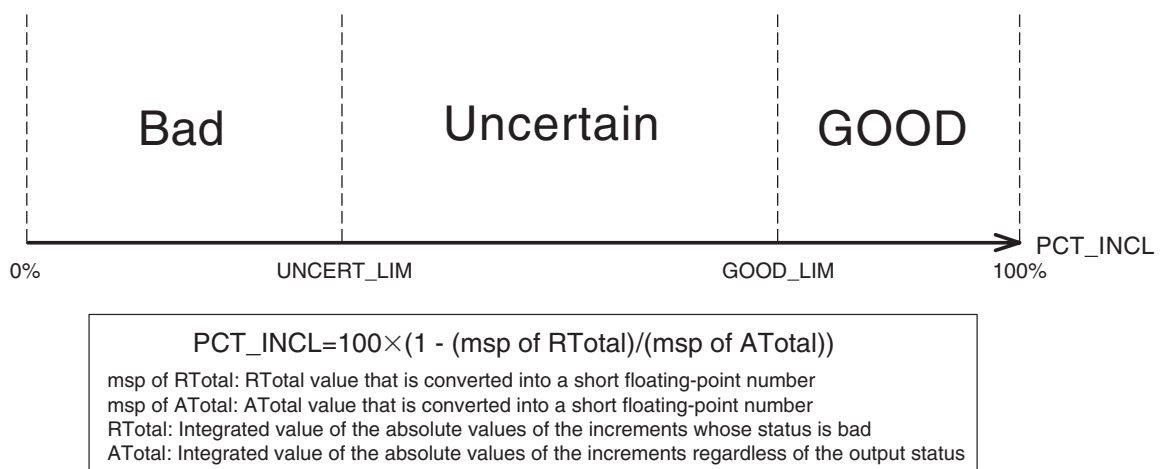 Bad Uncertain GOOD
PCT_INCL
0% UNCERT_LIM GOOD_LIM 100%
PCT_INCL=100×(1 - (msp of RTotal)/(msp of ATotal))
msp of RTotal: RTotal value that is converted into a short floating-point number
msp of ATotal: ATotal value that is converted into a short floating-point number
RTotal: Integrated value of the absolute values of the increments whose status is bad
ATotal: Integrated value of the absolute values of the increments regardless of the output status